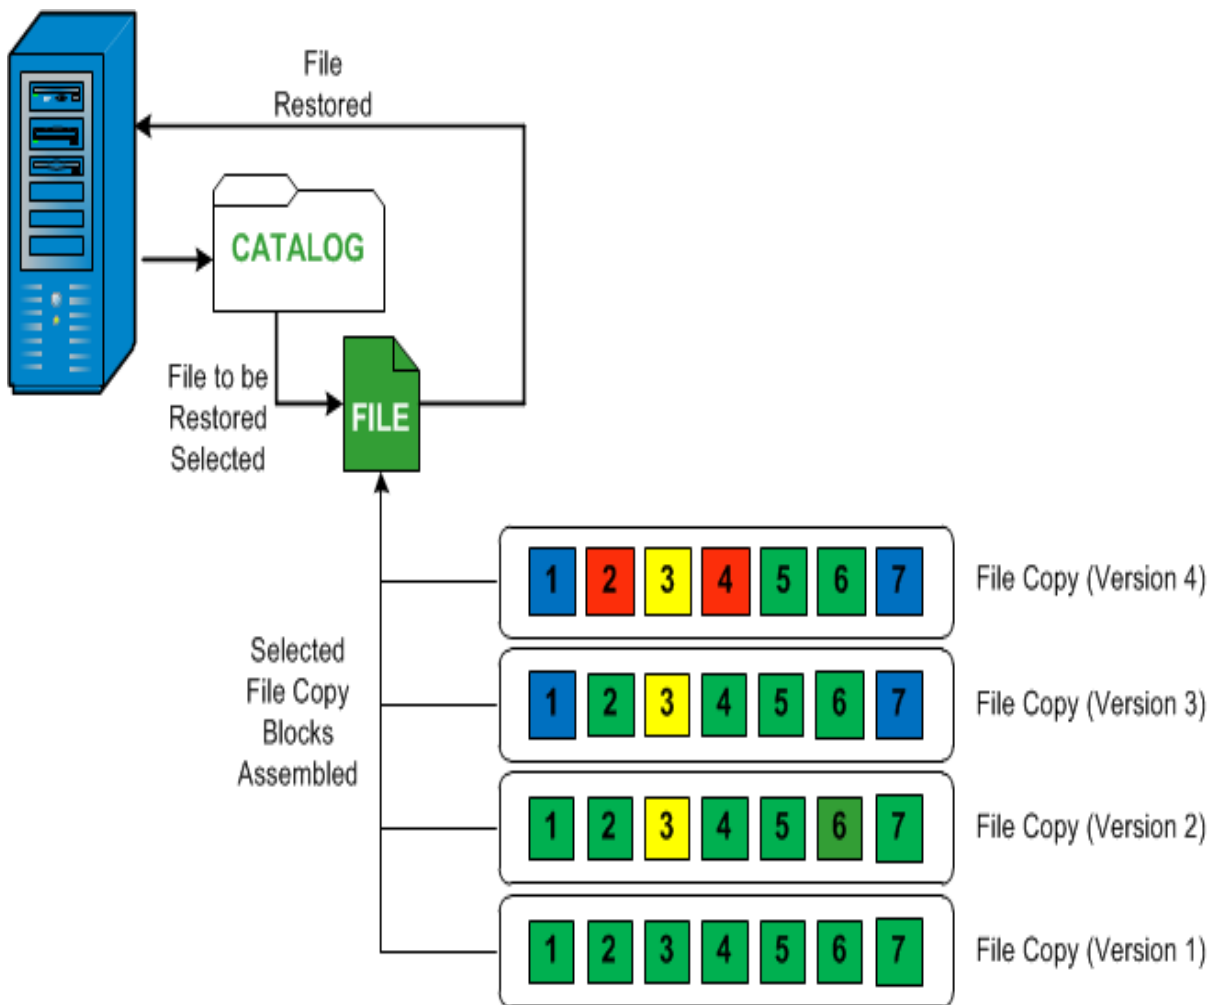 File
Restored
CATALOG
File to be
Restored
Selected
FILE
Selected
File Copy
Blocks
Assembled
1 2 3 4 5 6 7
File Copy (Version 4)
1 2 3 4 5 6 7
File Copy (Version 3)
1 2 3 4 5 6 7
File Copy (Version 2)
1 2 3 4 5 6 7
File Copy (Version 1)